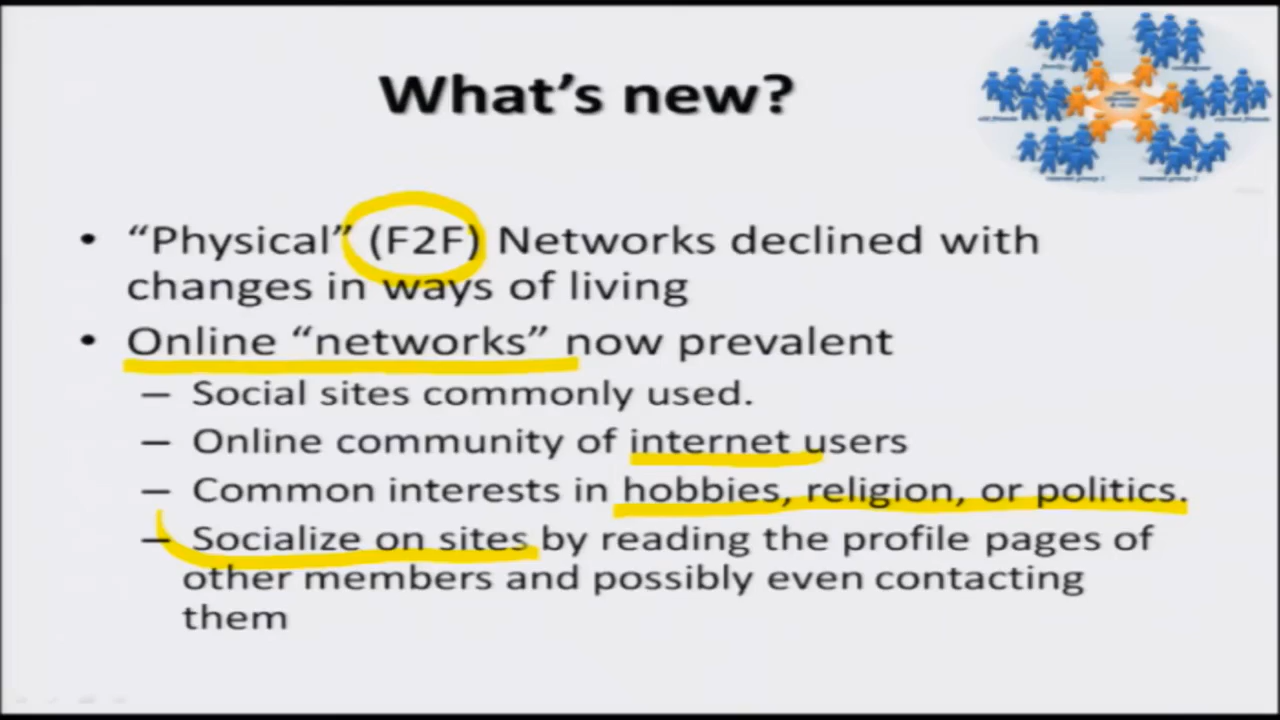 What's new?
• “Physical” (F2F) Networks declined with
changes in ways of living
• Online “networks” now prevalent
– Social sites commonly used.
– Online community of internet users
– Common interests in hobbies, religion, or politics.
– Socialize on sites by reading the profile pages of
other members and possibly even contacting
them